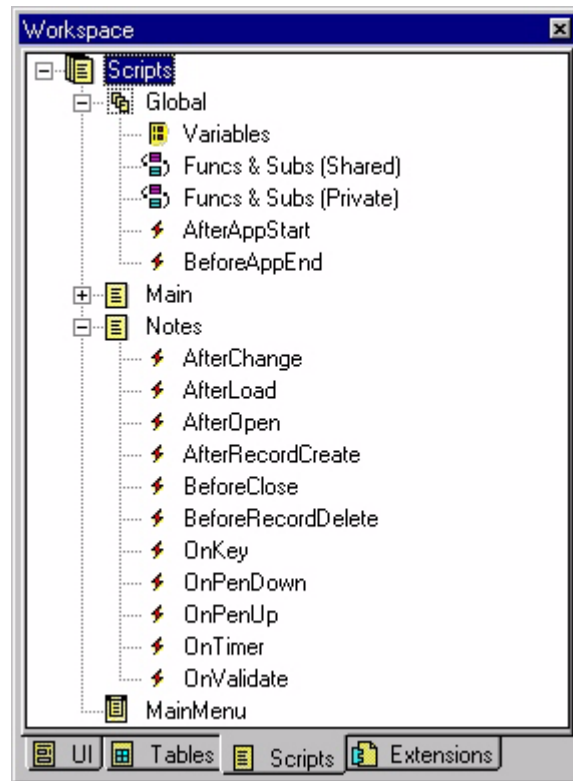 Workspace
Scripts
Global
Variables
Funcs & Subs (Shared)
Funcs & Subs (Private)
AfterAppStart
BeforeAppEnd
Main
Notes
AfterChange
AfterLoad
AfterOpen
AfterRecordCreate
BeforeClose
BeforeRecordDelete
OnKey
OnPenDown
OnPenUp
OnTimer
OnValidate
MainMenu
UI Tables Scripts Extensions